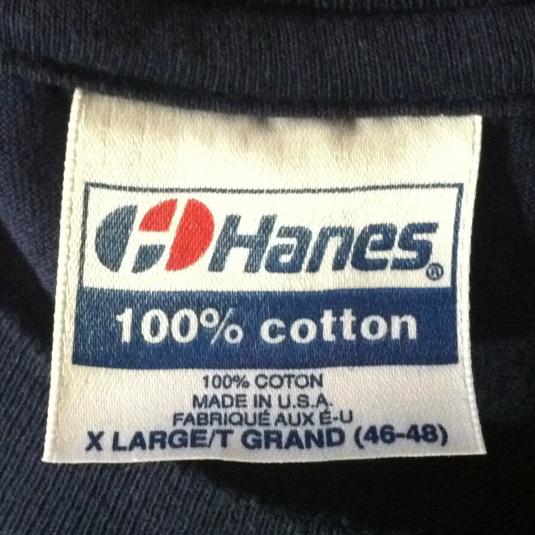 Hanes®
100% cotton
100% COTON
MADE IN U.S.A.
FABRIQUÉ AUX É-U
X LARGE/T GRAND (46-48)